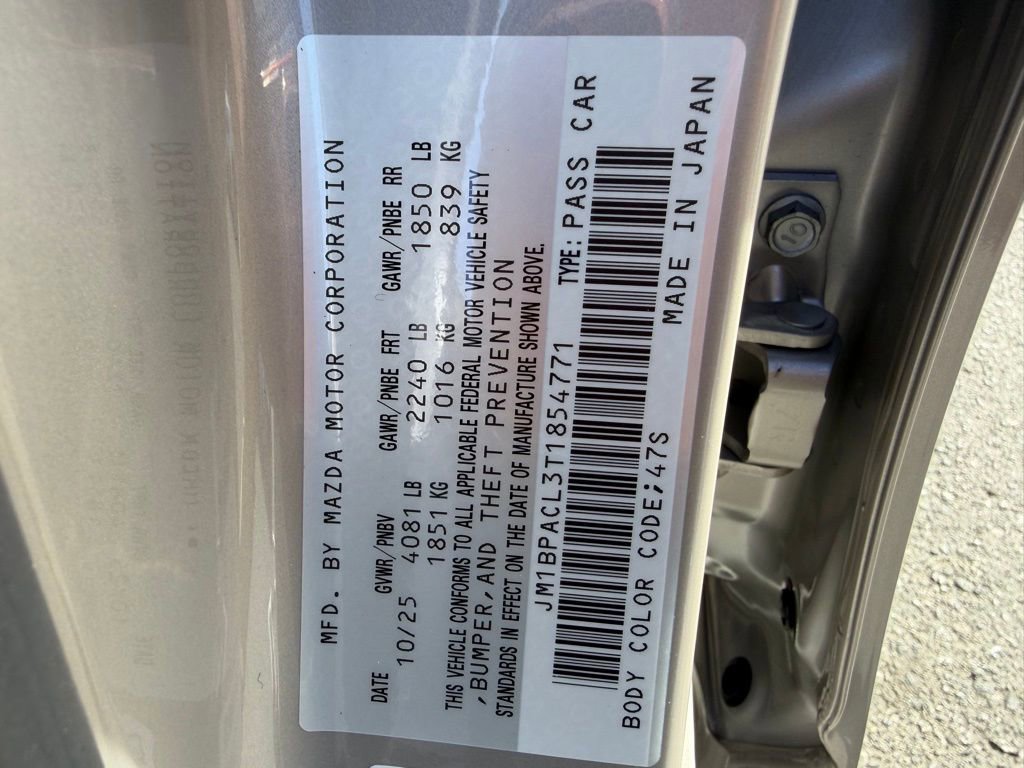 MFD. BY MAZDA MOTOR CORPORATION
DATE GVWR/PNBV GAWR/PNBE FRT GAWR/PNBE RR
10/25 4081 LB 2240 LB 1850 LB
1851 KG 1016 KG 839 KG
THIS VEHICLE CONFORMS TO ALL APPLICABLE FEDERAL MOTOR VEHICLE SAFETY
, BUMPER, AND THEFT PREVENTION
STANDARDS IN EFFECT ON THE DATE OF MANUFACTURE SHOWN ABOVE.
JM1BPACL3T1854771 TYPE: PASS CAR
BODY COLOR CODE;47S MADE IN JAPAN
10